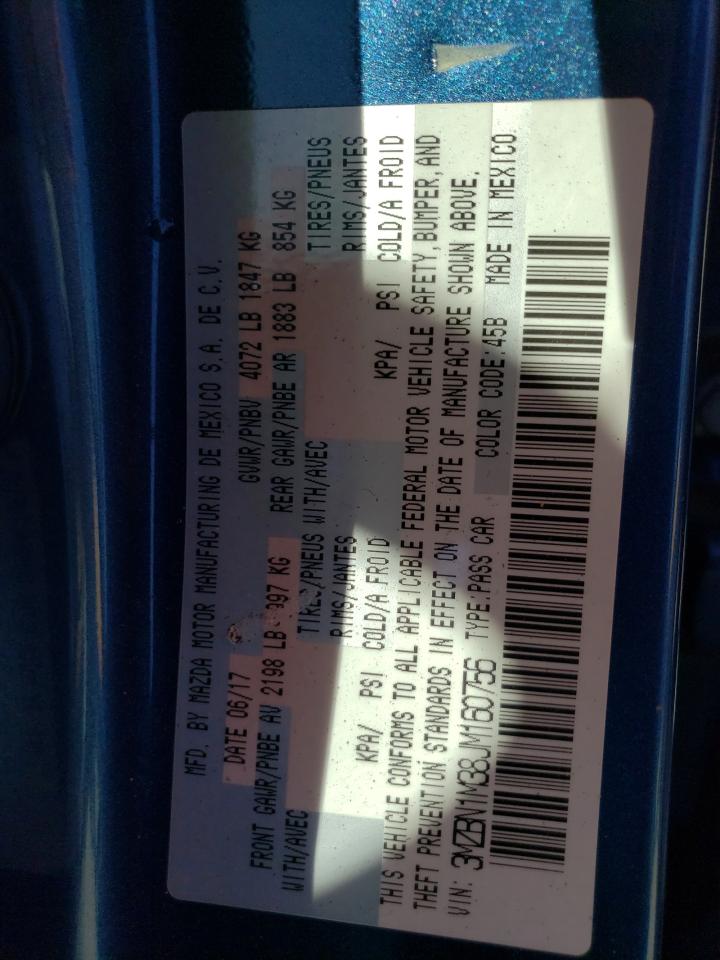 MFD. BY MAZDA MOTOR MANUFACTURING DE MEXICO S.A. DE C.V.
DATE 06/17 GVWR/PNBV 4072 LB 1847 KG
FRONT GAWR/PNBE AV 2198 LB 997 KG REAR GAWR/PNBE AR 1883 LB 854 KG
WITH/AVEC TIRES/PNEUS WITH/AVEC TIRES/PNEUS
RIMS/JANTES RIMS/JANTES
KPA/ PSI COLD/A FROID KPA/ PSI COLD/A FROID
THIS VEHICLE CONFORMS TO ALL APPLICABLE FEDERAL MOTOR VEHICLE SAFETY, BUMPER, AND
THEFT PREVENTION STANDARDS IN EFFECT ON THE DATE OF MANUFACTURE SHOWN ABOVE.
VIN: 3MZBN1M38JM160756 TYPE:PASS CAR COLOR CODE:45B MADE IN MEXICO